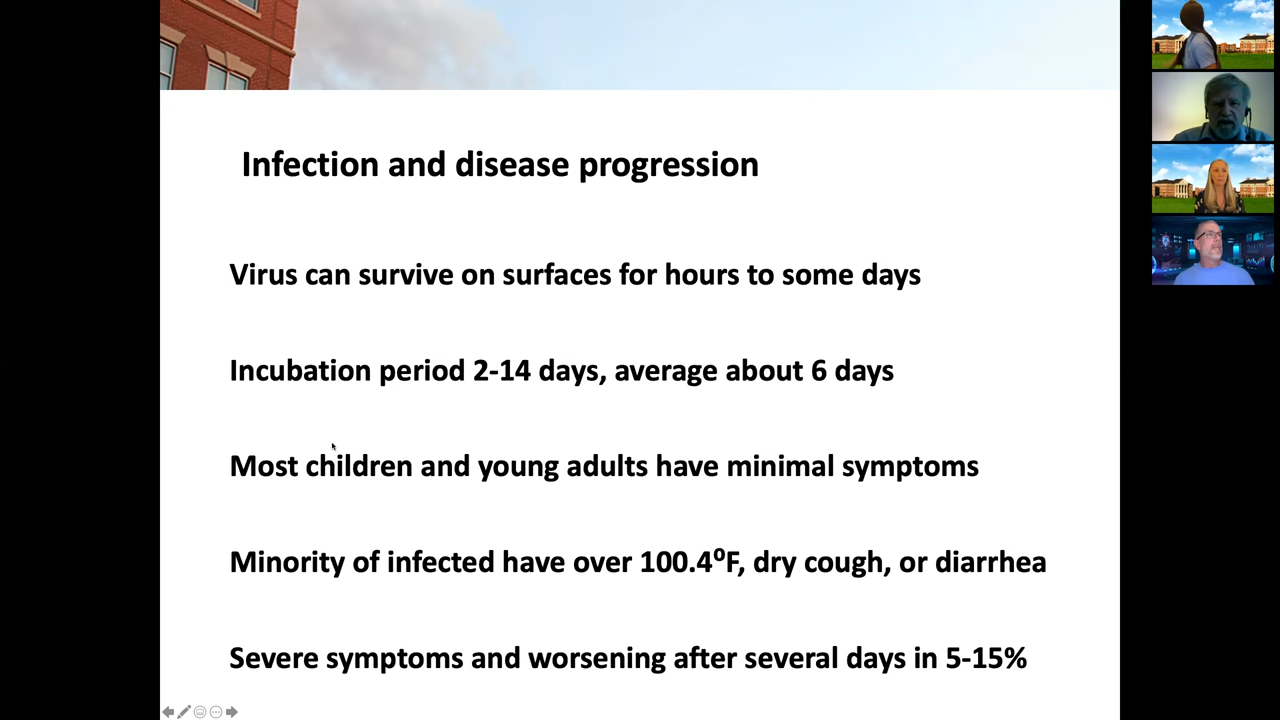 Infection and disease progression
Virus can survive on surfaces for hours to some days
Incubation period 2-14 days, average about 6 days
Most children and young adults have minimal symptoms
Minority of infected have over 100.4⁰F, dry cough, or diarrhea
Severe symptoms and worsening after several days in 5-15%